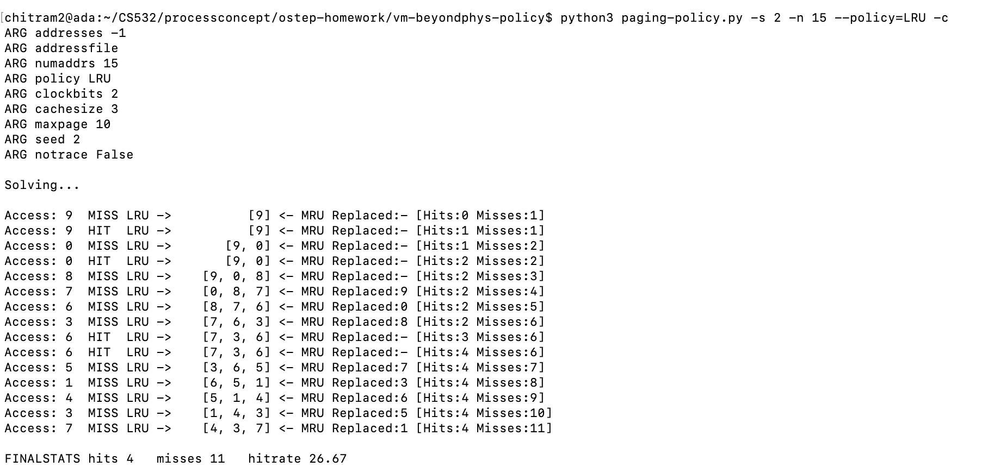 chitram2@ada:~/CS532/processconcept/ostep-homework/vm-beyondphys-policy$ python3 paging-policy.py -s 2 -n 15 --policy=LRU -c
ARG addresses -1
ARG addressfile
ARG numaddrs 15
ARG policy LRU
ARG clockbits 2
ARG cachesize 3
ARG maxpage 10
ARG seed 2
ARG notrace False
Solving...
Access: 9  MISS LRU ->          [9] <- MRU Replaced:- [Hits:0 Misses:1]
Access: 9  HIT  LRU ->          [9] <- MRU Replaced:- [Hits:1 Misses:1]
Access: 0  MISS LRU ->       [9, 0] <- MRU Replaced:- [Hits:1 Misses:2]
Access: 0  HIT  LRU ->       [9, 0] <- MRU Replaced:- [Hits:2 Misses:2]
Access: 8  MISS LRU ->    [9, 0, 8] <- MRU Replaced:- [Hits:2 Misses:3]
Access: 7  MISS LRU ->    [0, 8, 7] <- MRU Replaced:9 [Hits:2 Misses:4]
Access: 6  MISS LRU ->    [8, 7, 6] <- MRU Replaced:0 [Hits:2 Misses:5]
Access: 3  MISS LRU ->    [7, 6, 3] <- MRU Replaced:8 [Hits:2 Misses:6]
Access: 6  HIT  LRU ->    [7, 3, 6] <- MRU Replaced:- [Hits:3 Misses:6]
Access: 6  HIT  LRU ->    [7, 3, 6] <- MRU Replaced:- [Hits:4 Misses:6]
Access: 5  MISS LRU ->    [3, 6, 5] <- MRU Replaced:7 [Hits:4 Misses:7]
Access: 1  MISS LRU ->    [6, 5, 1] <- MRU Replaced:3 [Hits:4 Misses:8]
Access: 4  MISS LRU ->    [5, 1, 4] <- MRU Replaced:6 [Hits:4 Misses:9]
Access: 3  MISS LRU ->    [1, 4, 3] <- MRU Replaced:5 [Hits:4 Misses:10]
Access: 7  MISS LRU ->    [4, 3, 7] <- MRU Replaced:1 [Hits:4 Misses:11]
FINALSTATS hits 4   misses 11   hitrate 26.67